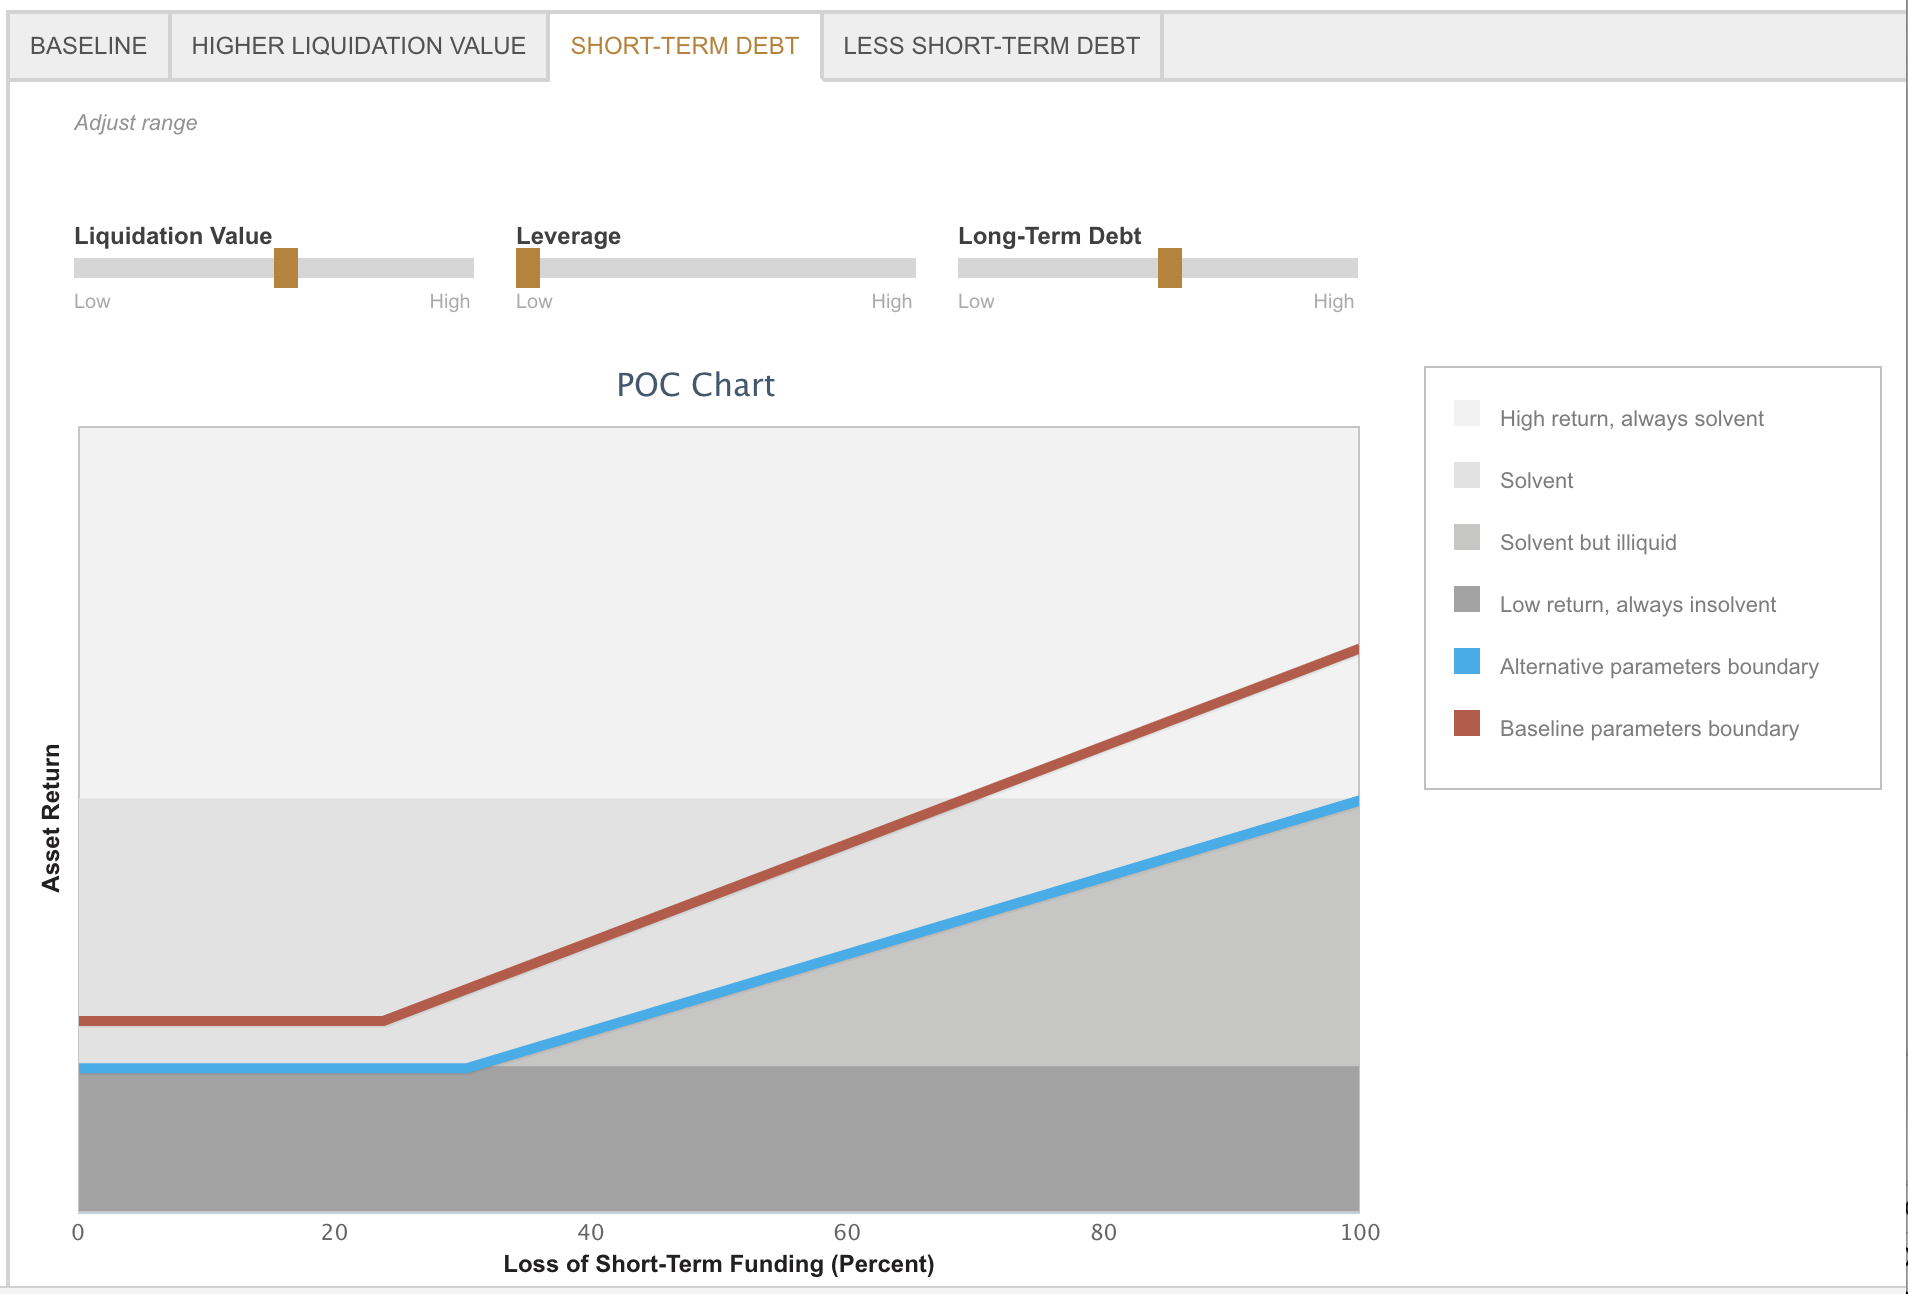 BASELINE HIGHER LIQUIDATION VALUE SHORT-TERM DEBT LESS SHORT-TERM DEBT
Adjust range
Liquidation Value Leverage Long-Term Debt
Low High Low High Low High
POC Chart
High return, always solvent
Solvent
Solvent but illiquid
Low return, always insolvent
Alternative parameters boundary
Baseline parameters boundary
Asset Return
0 20 40 60 80 100
Loss of Short-Term Funding (Percent)